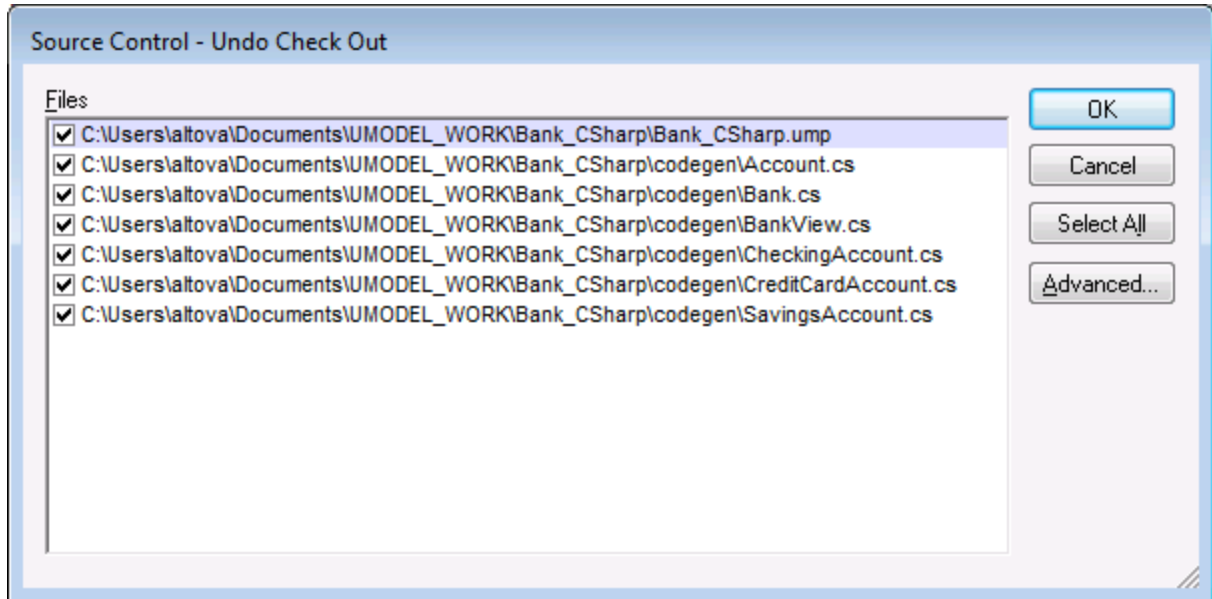 Source Control - Undo Check Out
Files
C:\Users\altova\Documents\UMODEL_WORK\Bank_CSharp\Bank_CSharp.ump
C:\Users\altova\Documents\UMODEL_WORK\Bank_CSharp\codegen\Account.cs
C:\Users\altova\Documents\UMODEL_WORK\Bank_CSharp\codegen\Bank.cs
C:\Users\altova\Documents\UMODEL_WORK\Bank_CSharp\codegen\BankView.cs
C:\Users\altova\Documents\UMODEL_WORK\Bank_CSharp\codegen\CheckingAccount.cs
C:\Users\altova\Documents\UMODEL_WORK\Bank_CSharp\codegen\CreditCardAccount.cs
C:\Users\altova\Documents\UMODEL_WORK\Bank_CSharp\codegen\SavingsAccount.cs
OK
Cancel
Select All
Advanced...